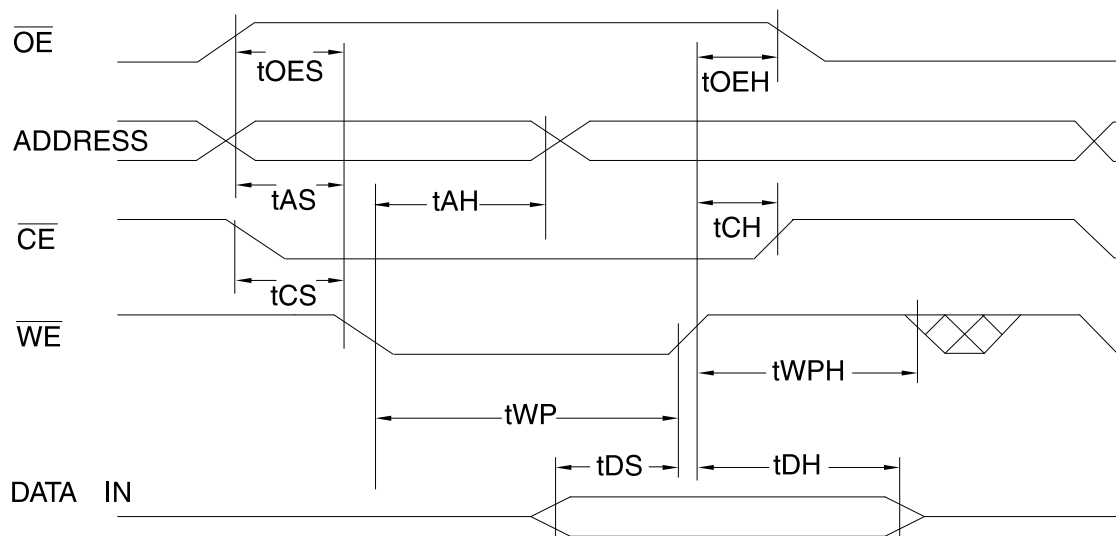 OE
tOES
tOEH
ADDRESS
tAS
tAH
CE
tCH
tCS
WE
tWPH
tWP
tDS
tDH
DATA IN